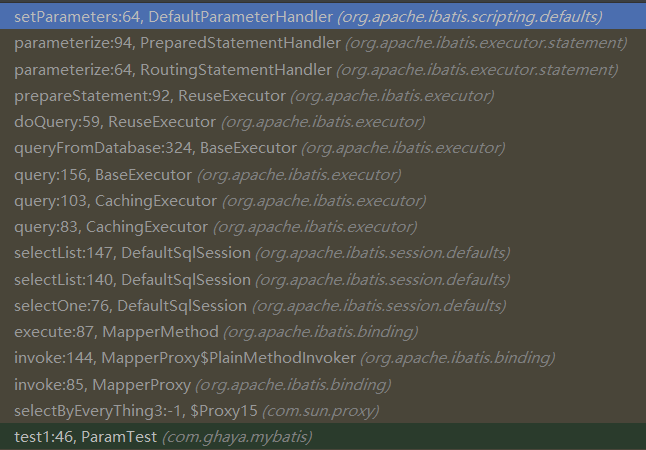 setParameters:64, DefaultParameterHandler (org.apache.ibatis.scripting.defaults)
parameterize:94, PreparedStatementHandler (org.apache.ibatis.executor.statement)
parameterize:64, RoutingStatementHandler (org.apache.ibatis.executor.statement)
prepareStatement:92, ReuseExecutor (org.apache.ibatis.executor)
doQuery:59, ReuseExecutor (org.apache.ibatis.executor)
queryFromDatabase:324, BaseExecutor (org.apache.ibatis.executor)
query:156, BaseExecutor (org.apache.ibatis.executor)
query:103, CachingExecutor (org.apache.ibatis.executor)
query:83, CachingExecutor (org.apache.ibatis.executor)
selectList:147, DefaultSqlSession (org.apache.ibatis.session.defaults)
selectList:140, DefaultSqlSession (org.apache.ibatis.session.defaults)
selectOne:76, DefaultSqlSession (org.apache.ibatis.session.defaults)
execute:87, MapperMethod (org.apache.ibatis.binding)
invoke:144, MapperProxy$PlainMethodInvoker (org.apache.ibatis.binding)
invoke:85, MapperProxy (org.apache.ibatis.binding)
selectByEveryThing3:-1, $Proxy15 (com.sun.proxy)
test1:46, ParamTest (com.ghaya.mybatis)